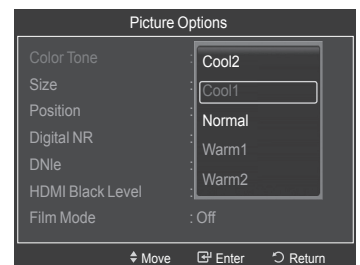 Picture Options
Color Tone :
Cool2
Size :
Cool1
Position :
Normal
Digital NR :
Warm1
DNIe :
Warm2
HDMI Black Level :
Film Mode : Off
Move Enter Return